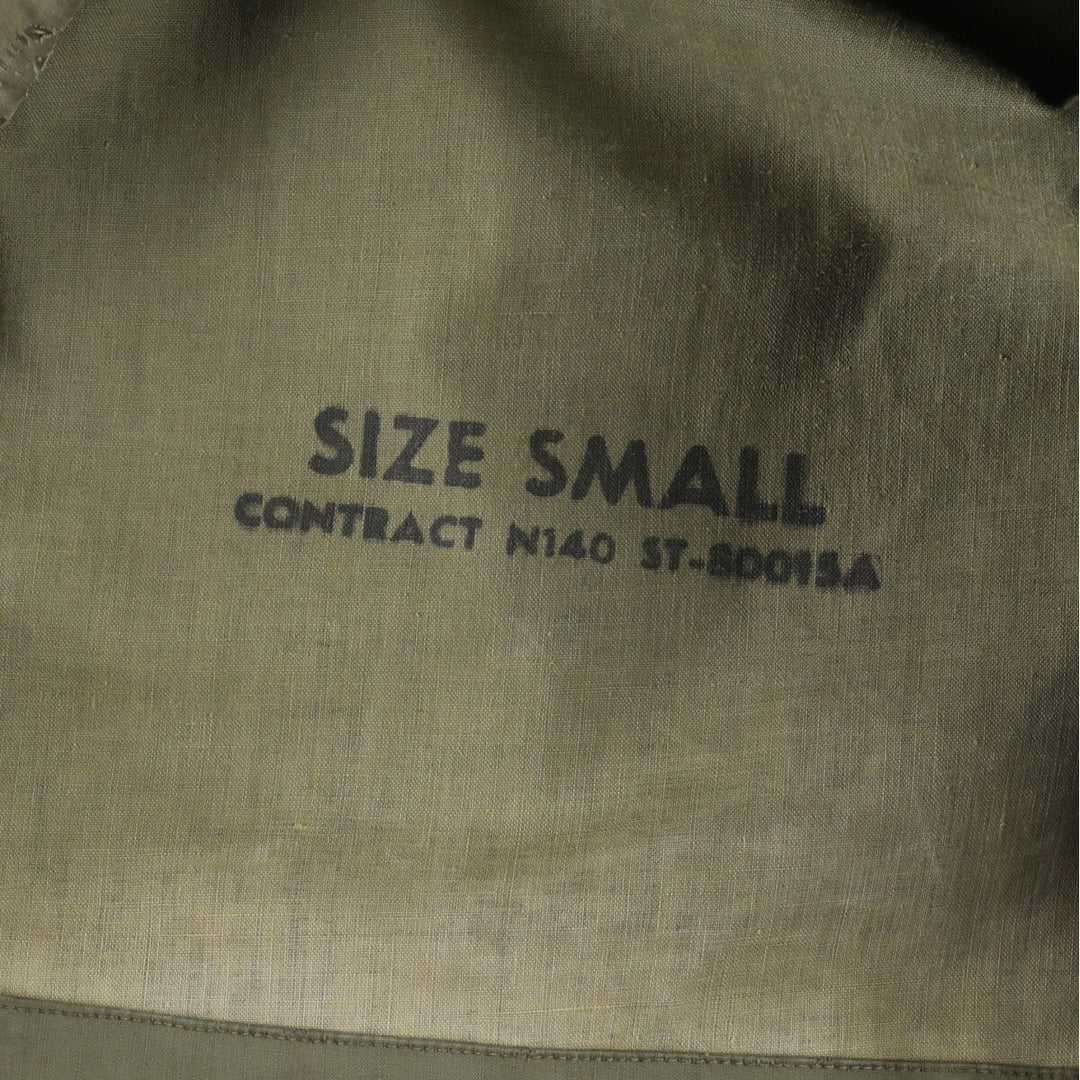 SIZE SMALL
CONTRACT N140 ST-80015A